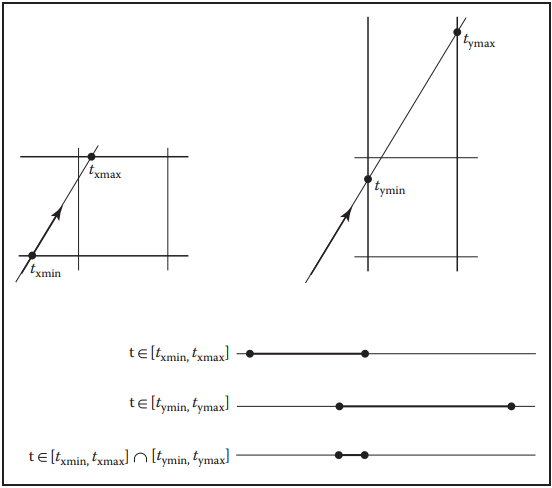 t_ymax
t_xmax
t_ymin
t_xmin
t ∈ [t_xmin, t_xmax]
t ∈ [t_ymin, t_ymax]
t ∈ [t_xmin, t_xmax] ∩ [t_ymin, t_ymax]